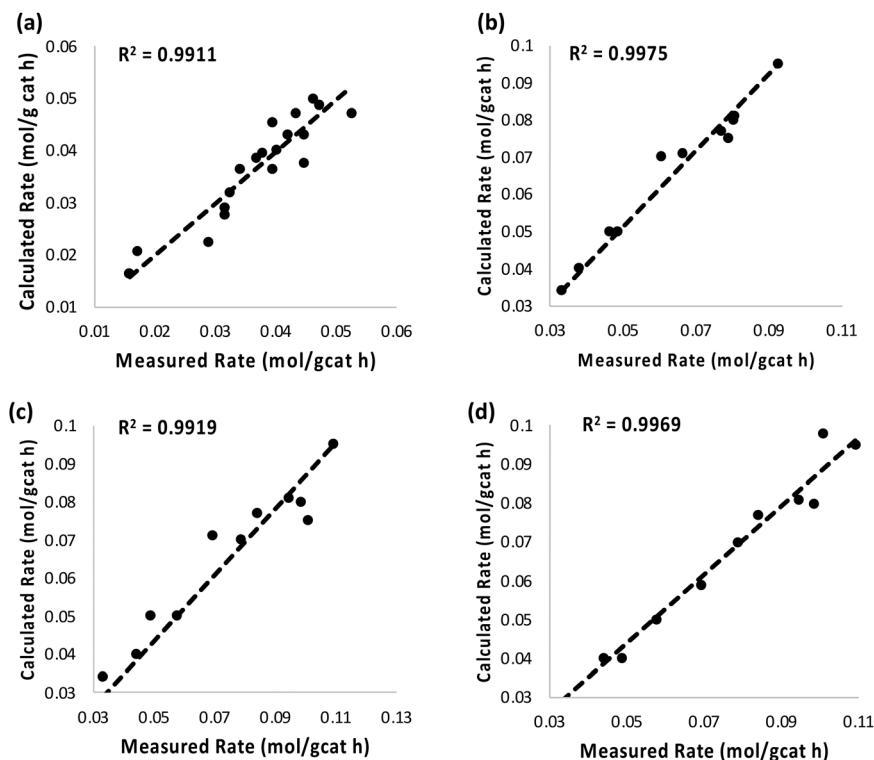 (a)
R² = 0.9911
Calculated Rate (mol/g cat h)
0.06
0.05
0.04
0.03
0.02
0.01
0.01 0.02 0.03 0.04 0.05 0.06
Measured Rate (mol/gcat h)
(b)
R² = 0.9975
Calculated Rate (mol/gcat h)
0.1
0.09
0.08
0.07
0.06
0.05
0.04
0.03
0.03 0.05 0.07 0.09 0.11
Measured Rate (mol/gcat h)
(c)
R² = 0.9919
Calculated Rate (mol/gcat h)
0.1
0.09
0.08
0.07
0.06
0.05
0.04
0.03
0.03 0.05 0.07 0.09 0.11 0.13
Measured Rate (mol/gcat h)
(d)
R² = 0.9969
Calculated Rate (mol/gcat h)
0.1
0.09
0.08
0.07
0.06
0.05
0.04
0.03
0.03 0.05 0.07 0.09 0.11
Measured Rate (mol/gcat h)